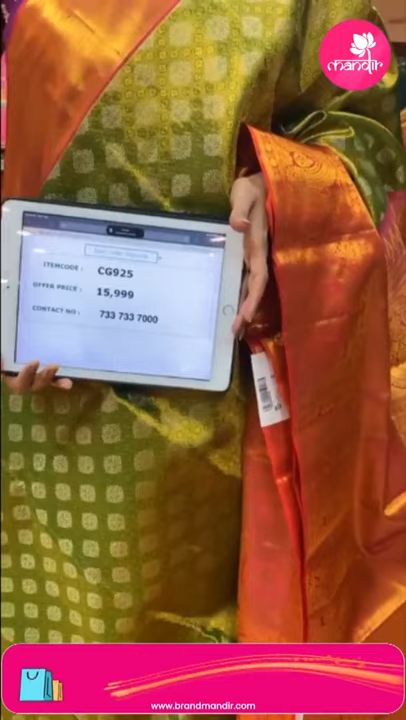 mandir
ITEMCODE : CG925
OFFER PRICE : 15,999
CONTACT NO : 733 733 7000
www.brandmandir.com